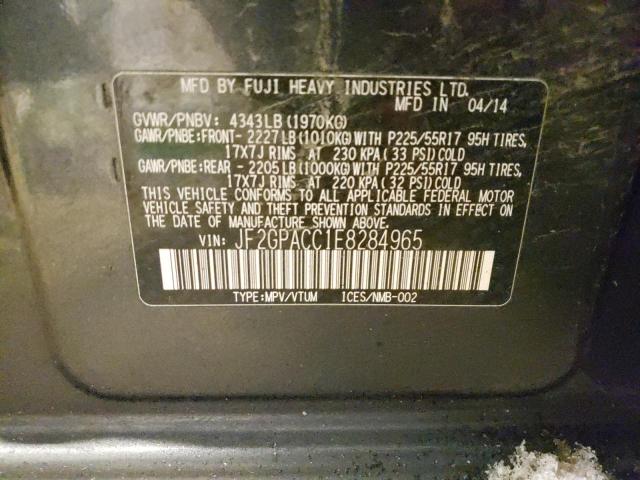 MFD BY FUJI HEAVY INDUSTRIES LTD.
MFD IN 04/14
GVWR/PNBV: 4343LB(1970KG)
GAWR/PNBE:FRONT- 2227LB(1010KG)WITH P225/55R17 95H TIRES,
17X7J RIMS AT 230 KPA(33 PSI)COLD
GAWR/PNBE:REAR - 2205LB(1000KG)WITH P225/55R17 95H TIRES,
17X7J RIMS AT 220 KPA(32 PSI)COLD
THIS VEHICLE CONFORMS TO ALL APPLICABLE FEDERAL MOTOR
VEHICLE SAFETY AND THEFT PREVENTION STANDARDS IN EFFECT ON
THE DATE OF MANUFACTURE SHOWN ABOVE.
VIN: JF2GPACC1E8284965
TYPE:MPV/VTUM ICES/NMB-002